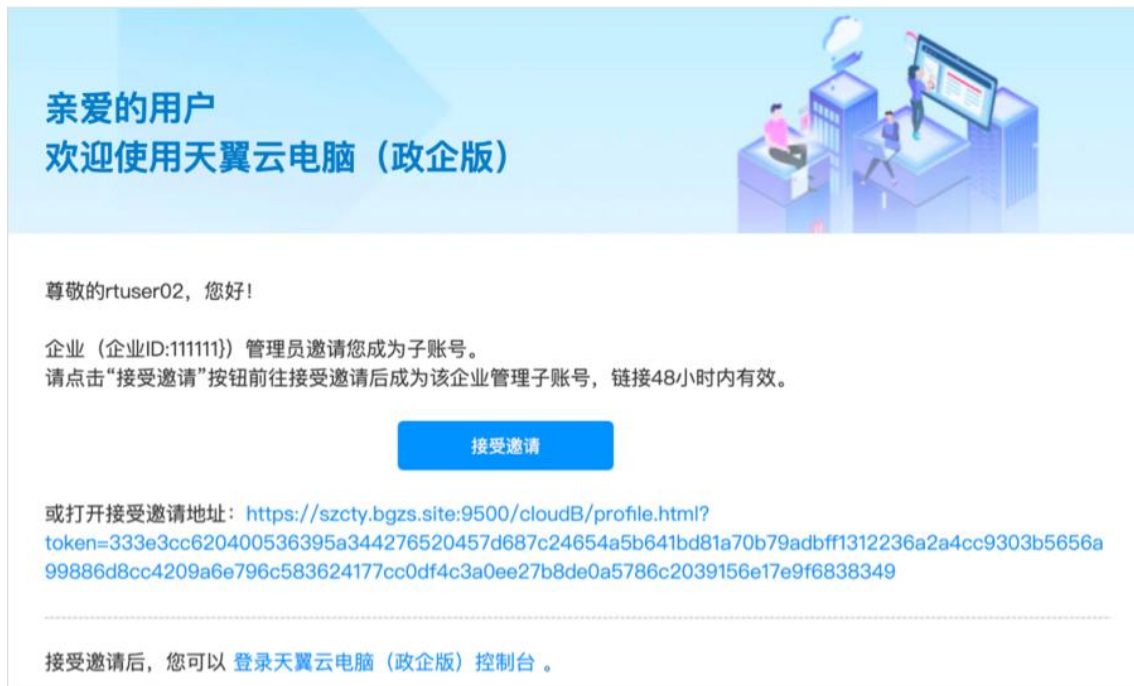 亲爱的用户
欢迎使用天翼云电脑（政企版）
尊敬的rtuser02，您好！
企业（企业ID:111111}）管理员邀请您成为子账号。
请点击“接受邀请”按钮前往接受邀请后成为该企业管理子账号，链接48小时内有效。
接受邀请
或打开接受邀请地址：https://szcty.bgzs.site:9500/cloudB/profile.html?
token=333e3cc620400536395a344276520457d687c24654a5b641bd81a70b79adbff1312236a2a4cc9303b5656a
99886d8cc4209a6e796c583624177cc0df4c3a0ee27b8de0a5786c2039156e17e9f6838349
接受邀请后，您可以 登录天翼云电脑（政企版）控制台 。